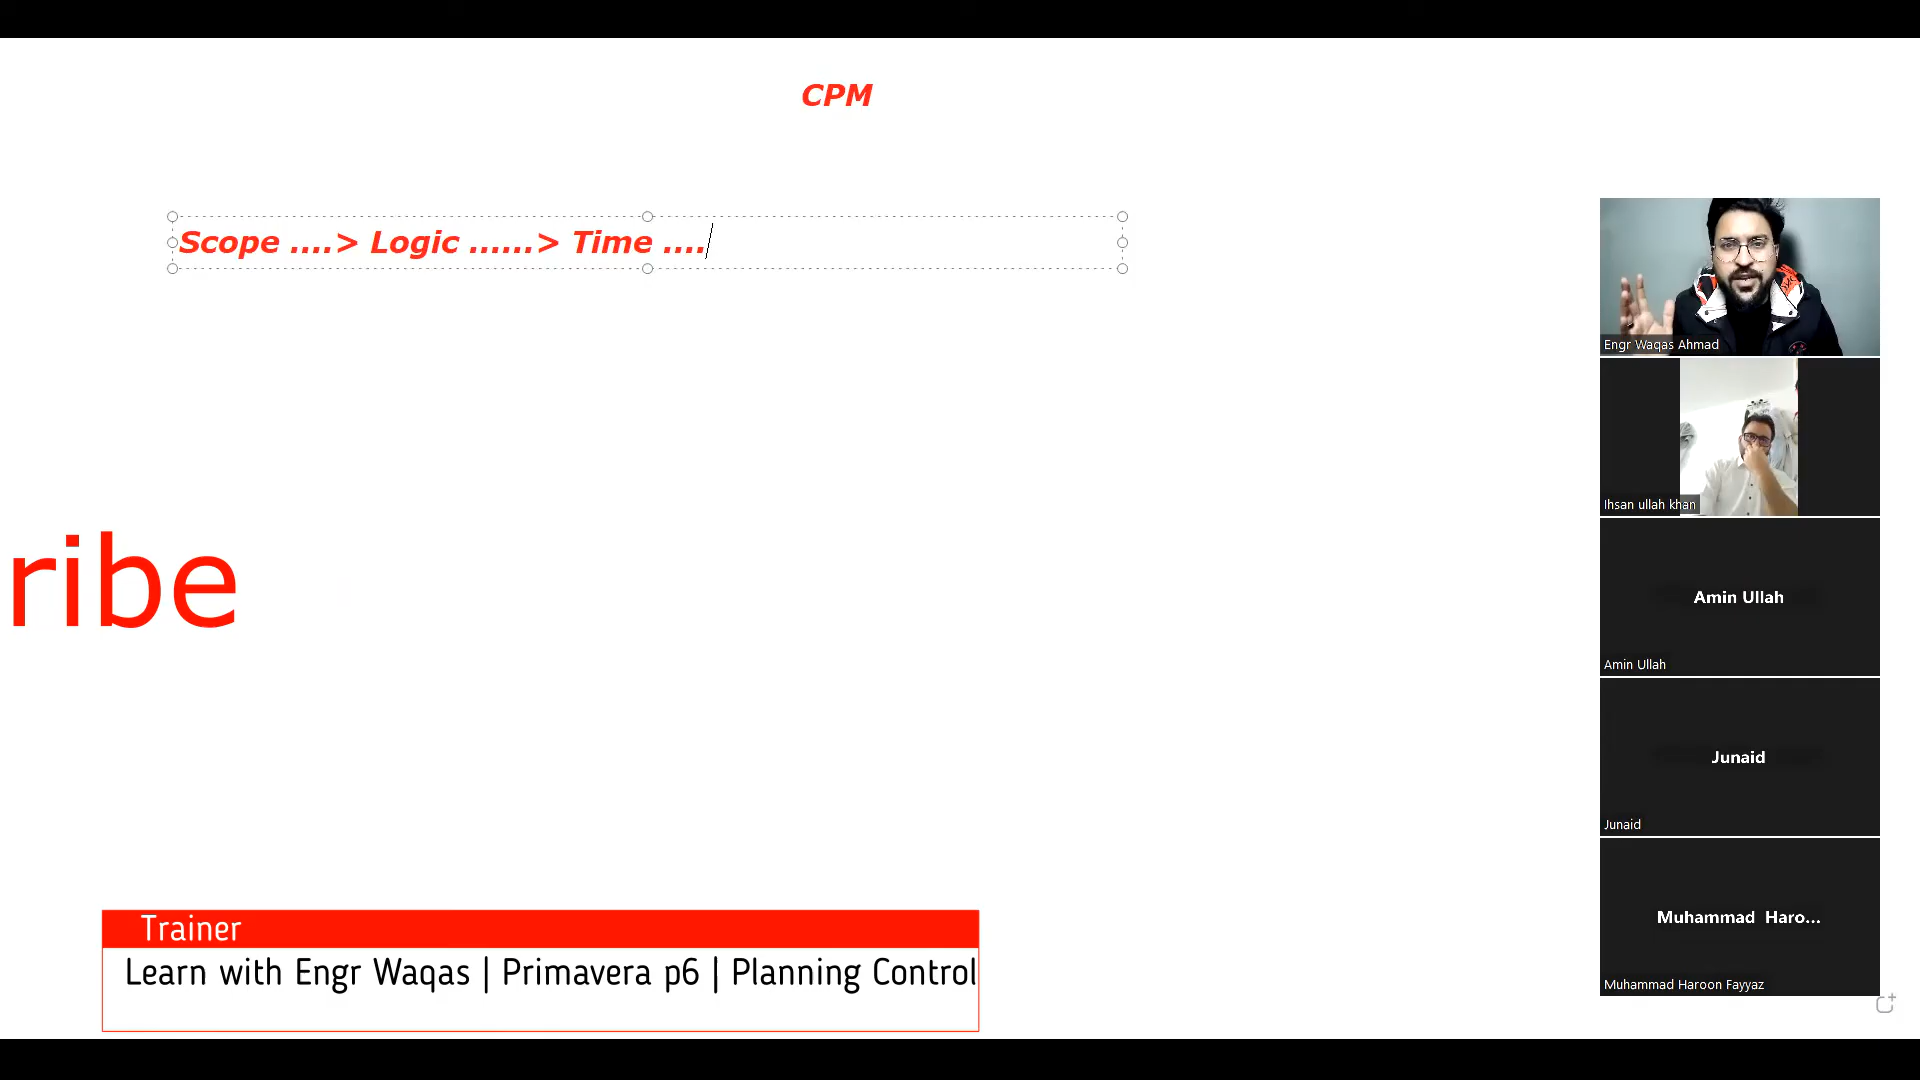 CPM
Scope ....> Logic ......> Time ....
ribe
Trainer
Learn with Engr Waqas | Primavera p6 | Planning Control
Engr Waqas Ahmad
Ihsan ullah khan
Amin Ullah
Amin Ullah
Junaid
Junaid
Muhammad Haro...
Muhammad Haroon Fayyaz